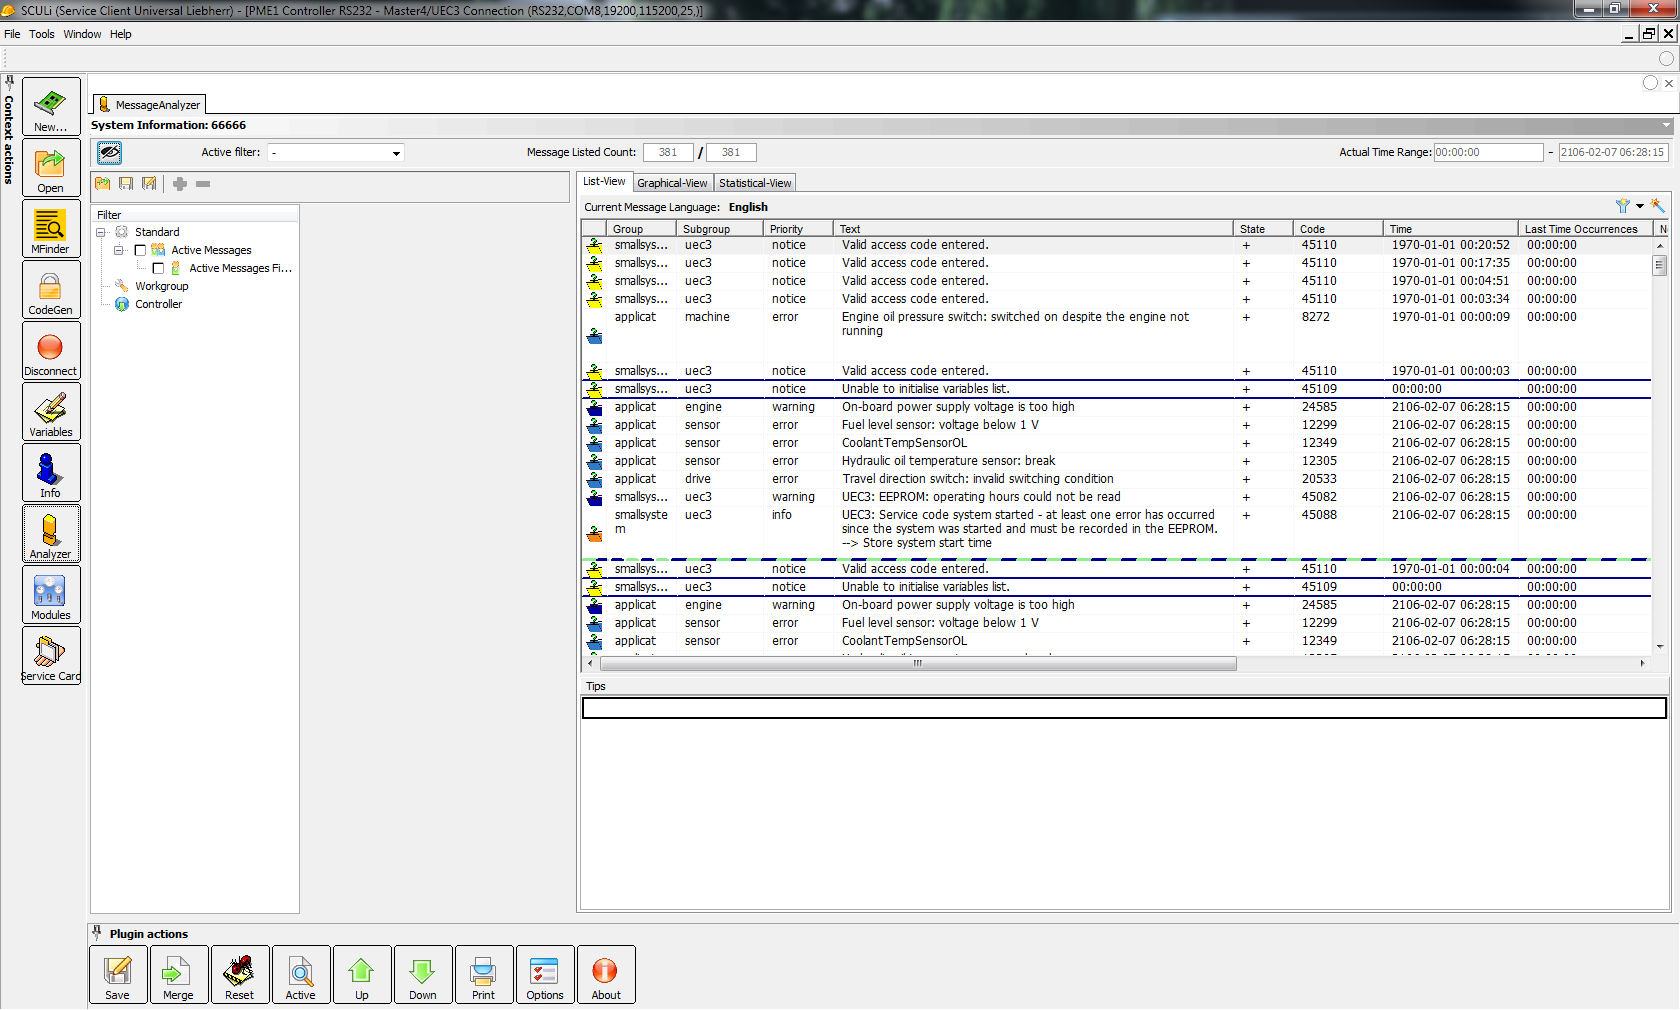 SCULi (Service Client Universal Liebherr) - [PME1 Controller RS232 - Master4/UEC3 Connection (RS232,COM8,19200,115200,25,)]
File Tools Window Help
Context actions
New...
Open
MFinder
CodeGen
Disconnect
Variables
Info
Analyzer
Modules
Service Card
MessageAnalyzer
System Information: 66666
Active filter: - Message Listed Count: 381 / 381 Actual Time Range: 00:00:00 - 2106-02-07 06:28:15
Filter
Standard
Active Messages
Active Messages Fi...
Workgroup
Controller
List-View Graphical-View Statistical-View
Current Message Language: English
Group Subgroup Priority Text State Code Time Last Time Occurrences N
smallsys... uec3 notice Valid access code entered. + 45110 1970-01-01 00:20:52 00:00:00
smallsys... uec3 notice Valid access code entered. + 45110 1970-01-01 00:17:35 00:00:00
smallsys... uec3 notice Valid access code entered. + 45110 1970-01-01 00:04:51 00:00:00
smallsys... uec3 notice Valid access code entered. + 45110 1970-01-01 00:03:34 00:00:00
applicat machine error Engine oil pressure switch: switched on despite the engine not + 8272 1970-01-01 00:00:09 00:00:00
running
smallsys... uec3 notice Valid access code entered. + 45110 1970-01-01 00:00:03 00:00:00
smallsys... uec3 notice Unable to initialise variables list. + 45109 00:00:00 00:00:00
applicat engine warning On-board power supply voltage is too high + 24585 2106-02-07 06:28:15 00:00:00
applicat sensor error Fuel level sensor: voltage below 1 V + 12299 2106-02-07 06:28:15 00:00:00
applicat sensor error CoolantTempSensorOL + 12349 2106-02-07 06:28:15 00:00:00
applicat sensor error Hydraulic oil temperature sensor: break + 12305 2106-02-07 06:28:15 00:00:00
applicat drive error Travel direction switch: invalid switching condition + 20533 2106-02-07 06:28:15 00:00:00
smallsys... uec3 warning UEC3: EEPROM: operating hours could not be read + 45082 2106-02-07 06:28:15 00:00:00
smallsyste uec3 info UEC3: Service code system started - at least one error has occurred + 45088 2106-02-07 06:28:15 00:00:00
m since the system was started and must be recorded in the EEPROM.
--> Store system start time
smallsys... uec3 notice Valid access code entered. + 45110 1970-01-01 00:00:04 00:00:00
smallsys... uec3 notice Unable to initialise variables list. + 45109 00:00:00 00:00:00
applicat engine warning On-board power supply voltage is too high + 24585 2106-02-07 06:28:15 00:00:00
applicat sensor error Fuel level sensor: voltage below 1 V + 12299 2106-02-07 06:28:15 00:00:00
applicat sensor error CoolantTempSensorOL + 12349 2106-02-07 06:28:15 00:00:00
Tips
Plugin actions
Save Merge Reset Active Up Down Print Options About